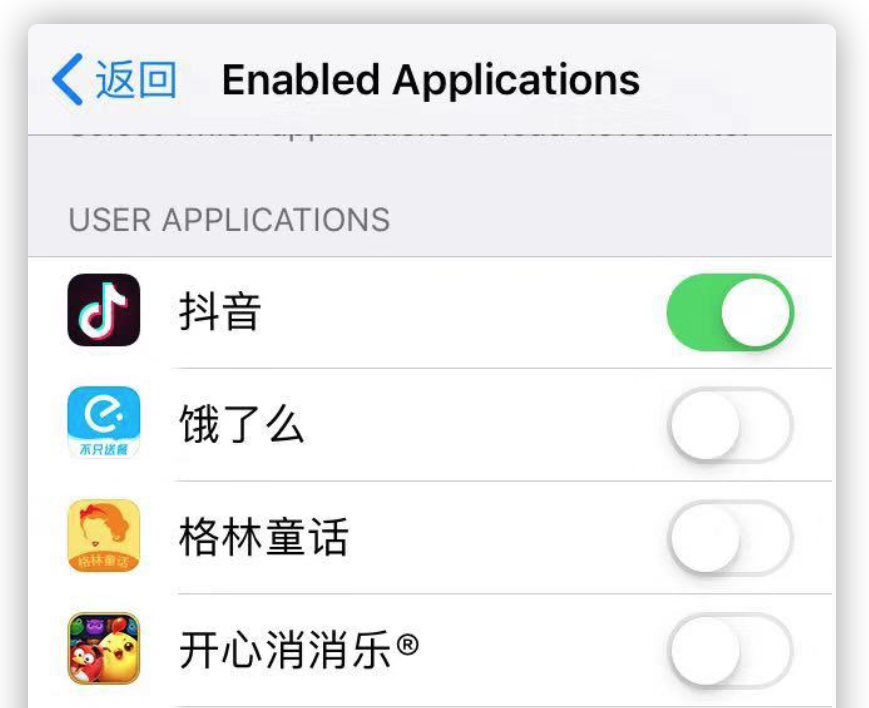 返回 Enabled Applications
USER APPLICATIONS
抖音
饿了么
不只送餐
格林童话
格林童话
开心消消乐®